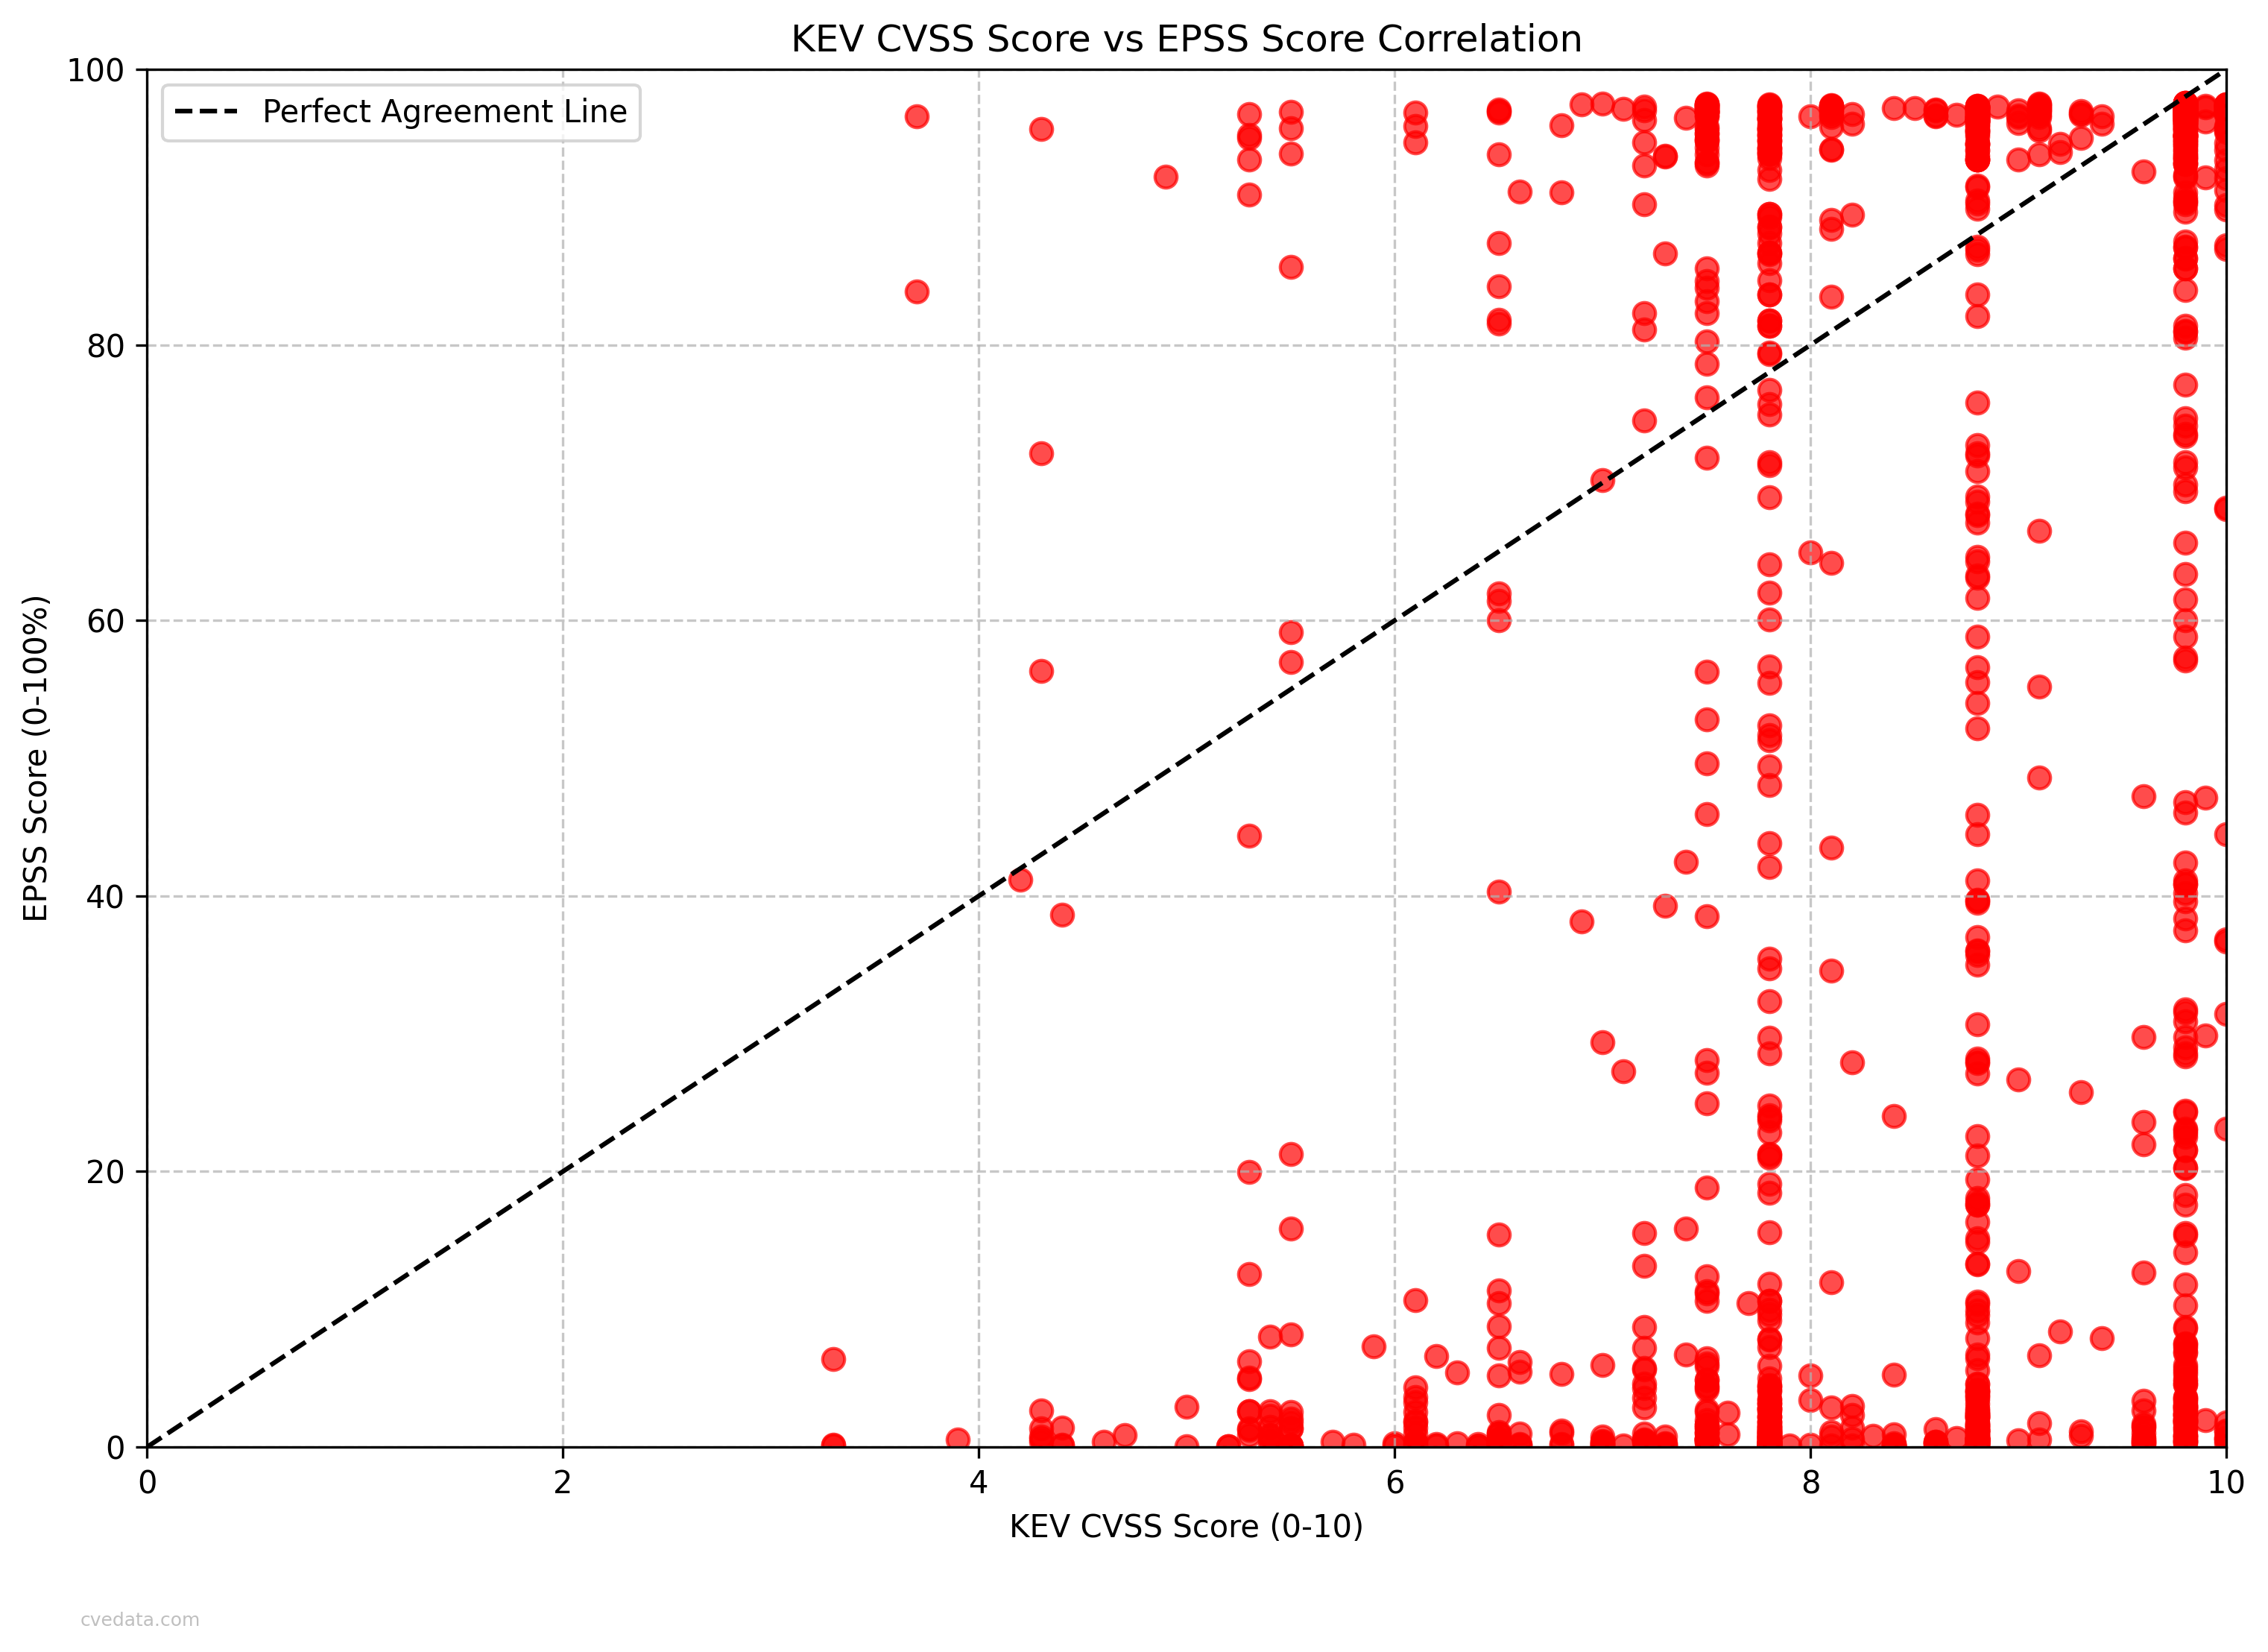 KEV CVSS Score vs EPSS Score Correlation
Perfect Agreement Line
EPSS Score (0-100%)
100
80
60
40
20
0
0 2 4 6 8 10
KEV CVSS Score (0-10)
cvedata.com